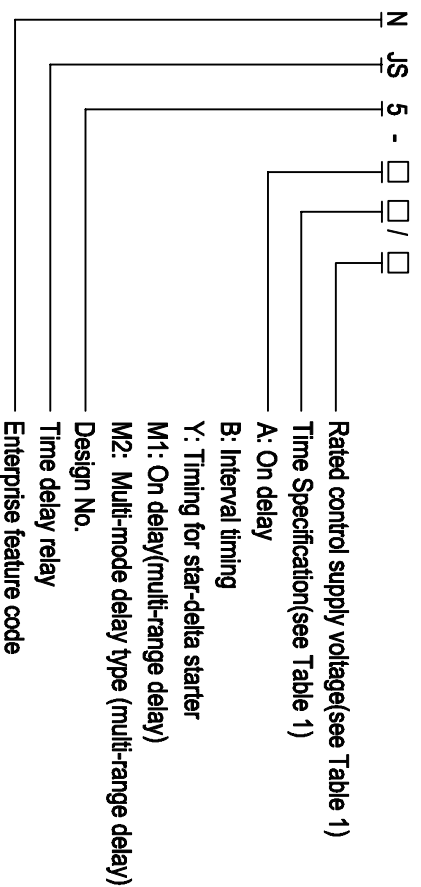 N JS 5 - □ □ / □
Rated control supply voltage(see Table 1)
Time Specification(see Table 1)
A: On delay
B: Interval timing
Y: Timing for star-delta starter
M1: On delay(multi-range delay)
M2: Multi-mode delay type (multi-range delay)
Design No.
Time delay relay
Enterprise feature code